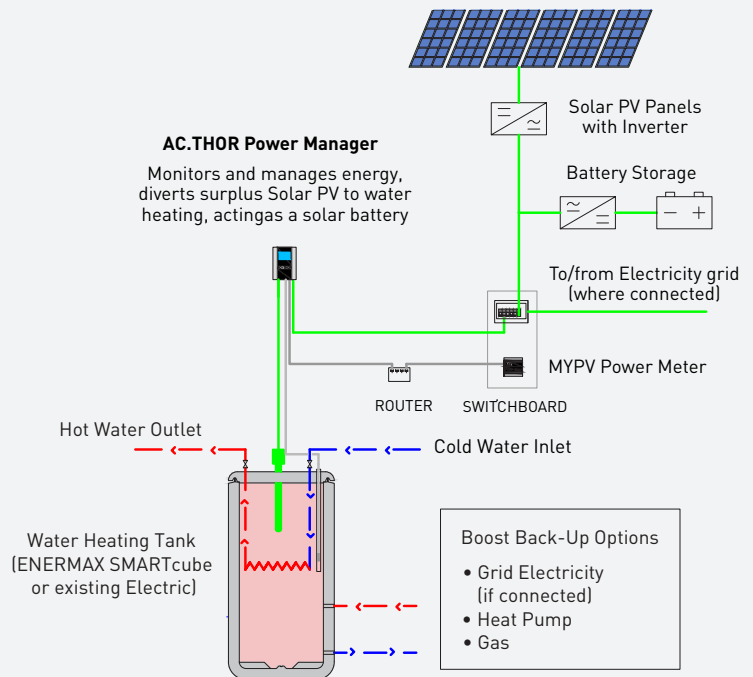 Solar PV Panels
with Inverter
AC.THOR Power Manager
Monitors and manages energy,
diverts surplus Solar PV to water
heating, actingas a solar battery
Battery Storage
To/from Electricity grid
(where connected)
MYPV Power Meter
ROUTER
SWITCHBOARD
Hot Water Outlet
Cold Water Inlet
Water Heating Tank
(ENERMAX SMARTcube
or existing Electric)
Boost Back-Up Options
• Grid Electricity
(if connected)
• Heat Pump
• Gas